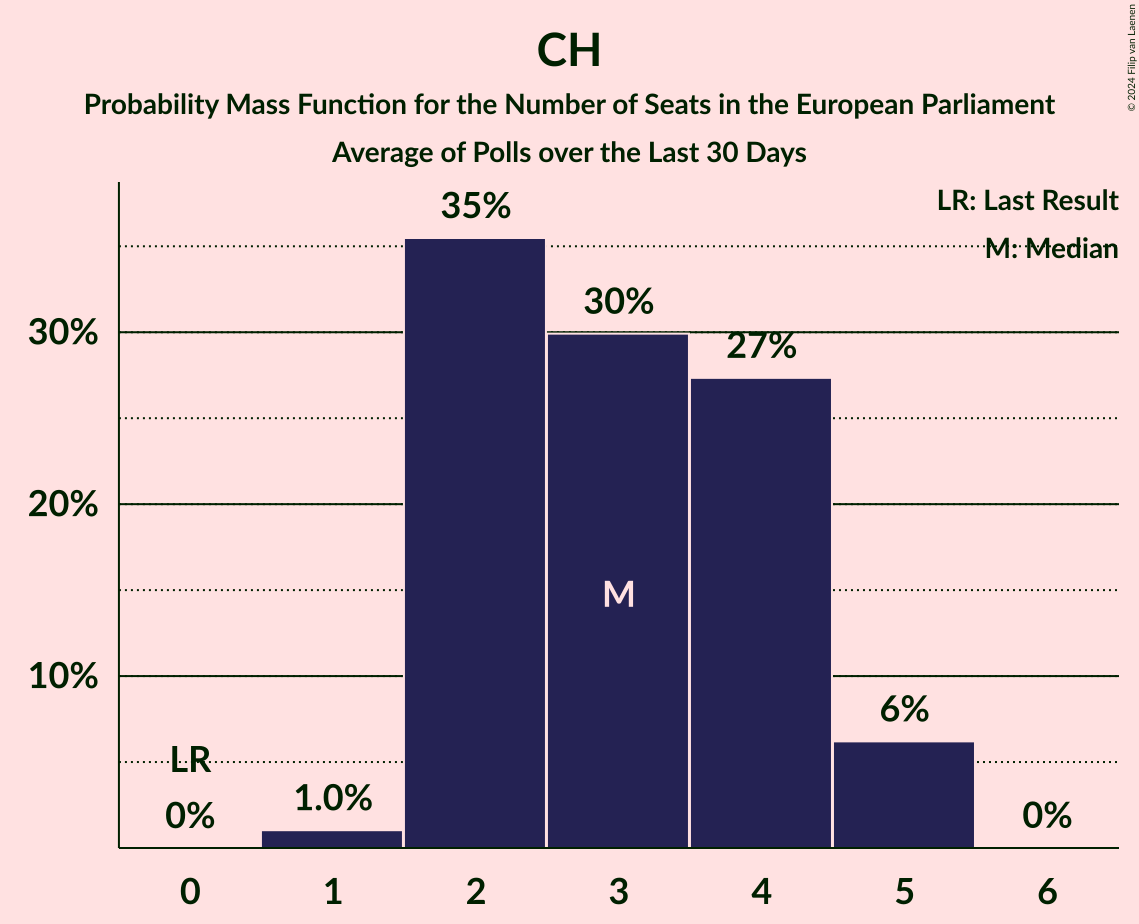 CH
Probability Mass Function for the Number of Seats in the European Parliament
Average of Polls over the Last 30 Days
© 2024 Filip van Laenen
LR: Last Result
M: Median
35%
30%
27%
6%
1.0%
0%
0%
LR
M
30%
20%
10%
0 1 2 3 4 5 6